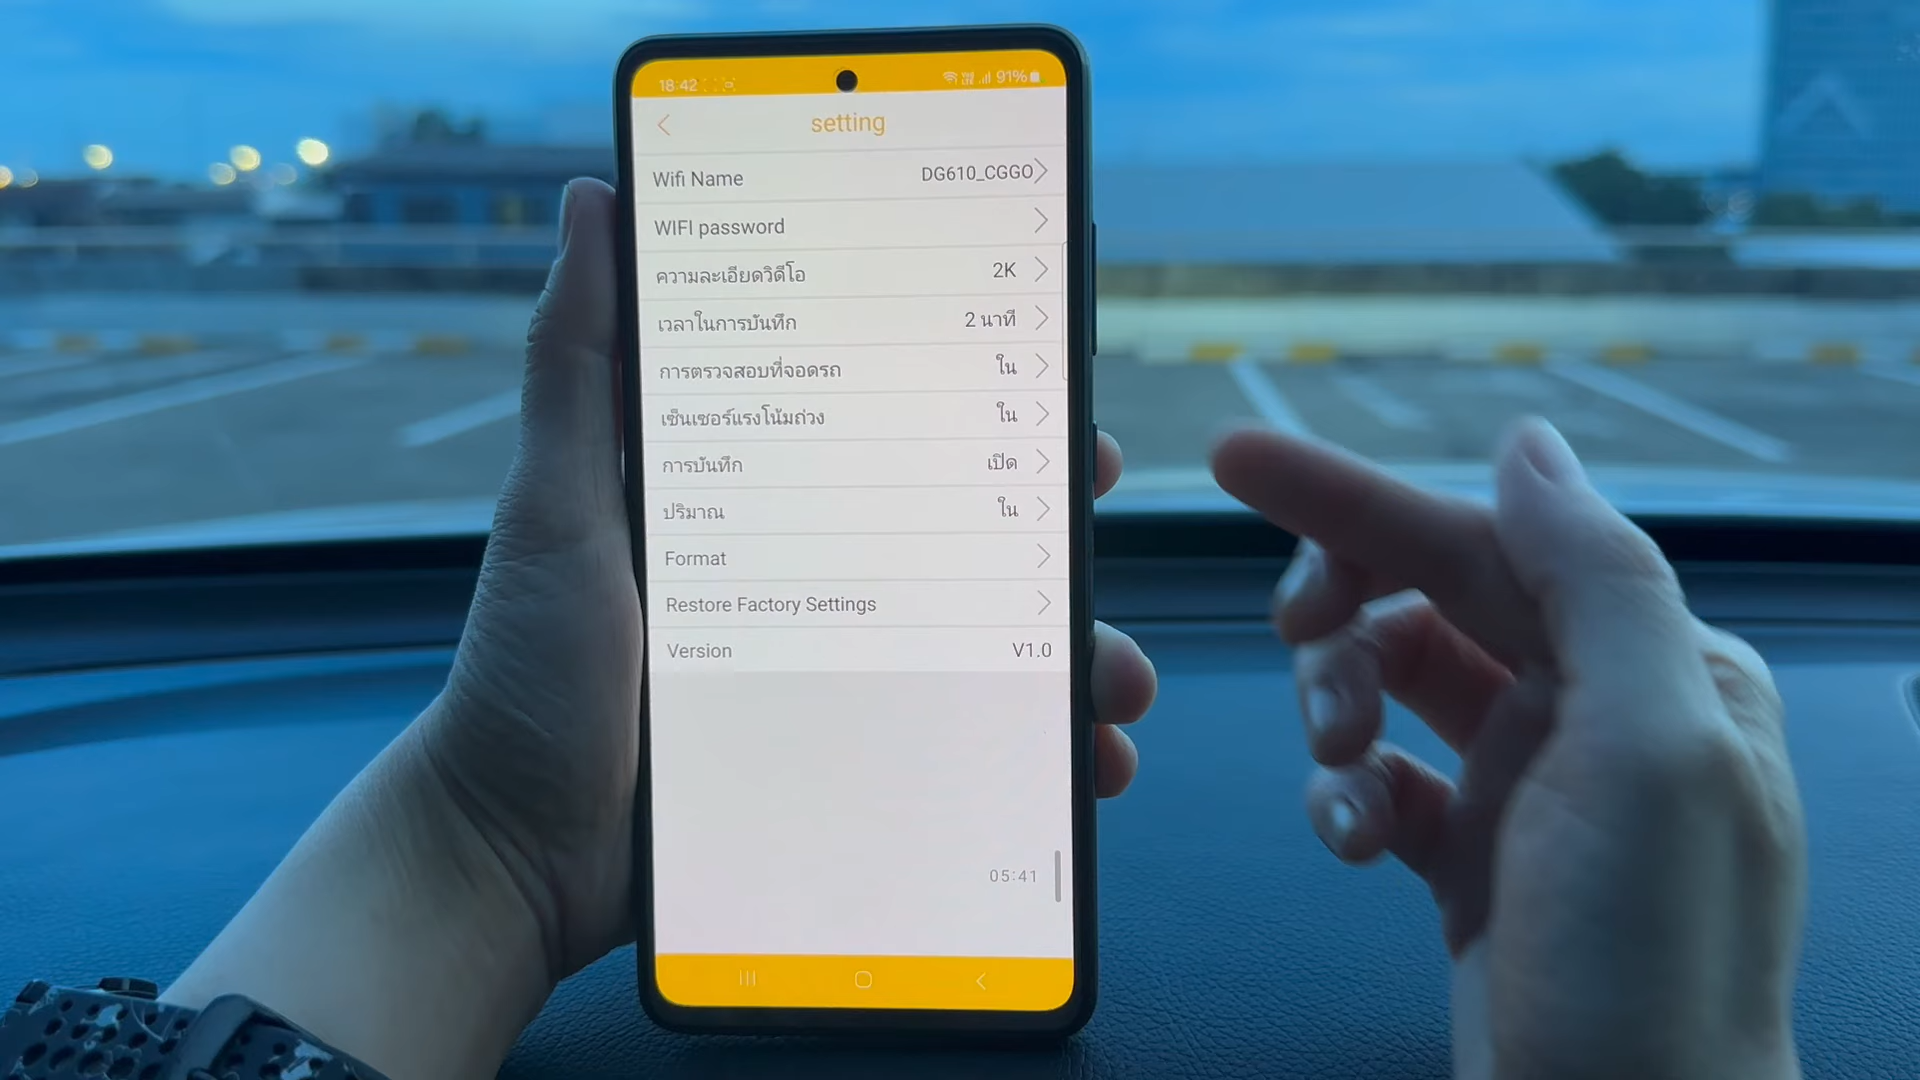 18:42
91%
setting
Wifi Name DG610_CGGO
WIFI password
ความละเอียดวิดีโอ 2K
เวลาในการบันทึก 2 นาที
การตรวจสอบที่จอดรถ ใน
เซ็นเซอร์แรงโน้มถ่วง ใน
การบันทึก เปิด
ปริมาณ ใน
Format
Restore Factory Settings
Version V1.0
05:41